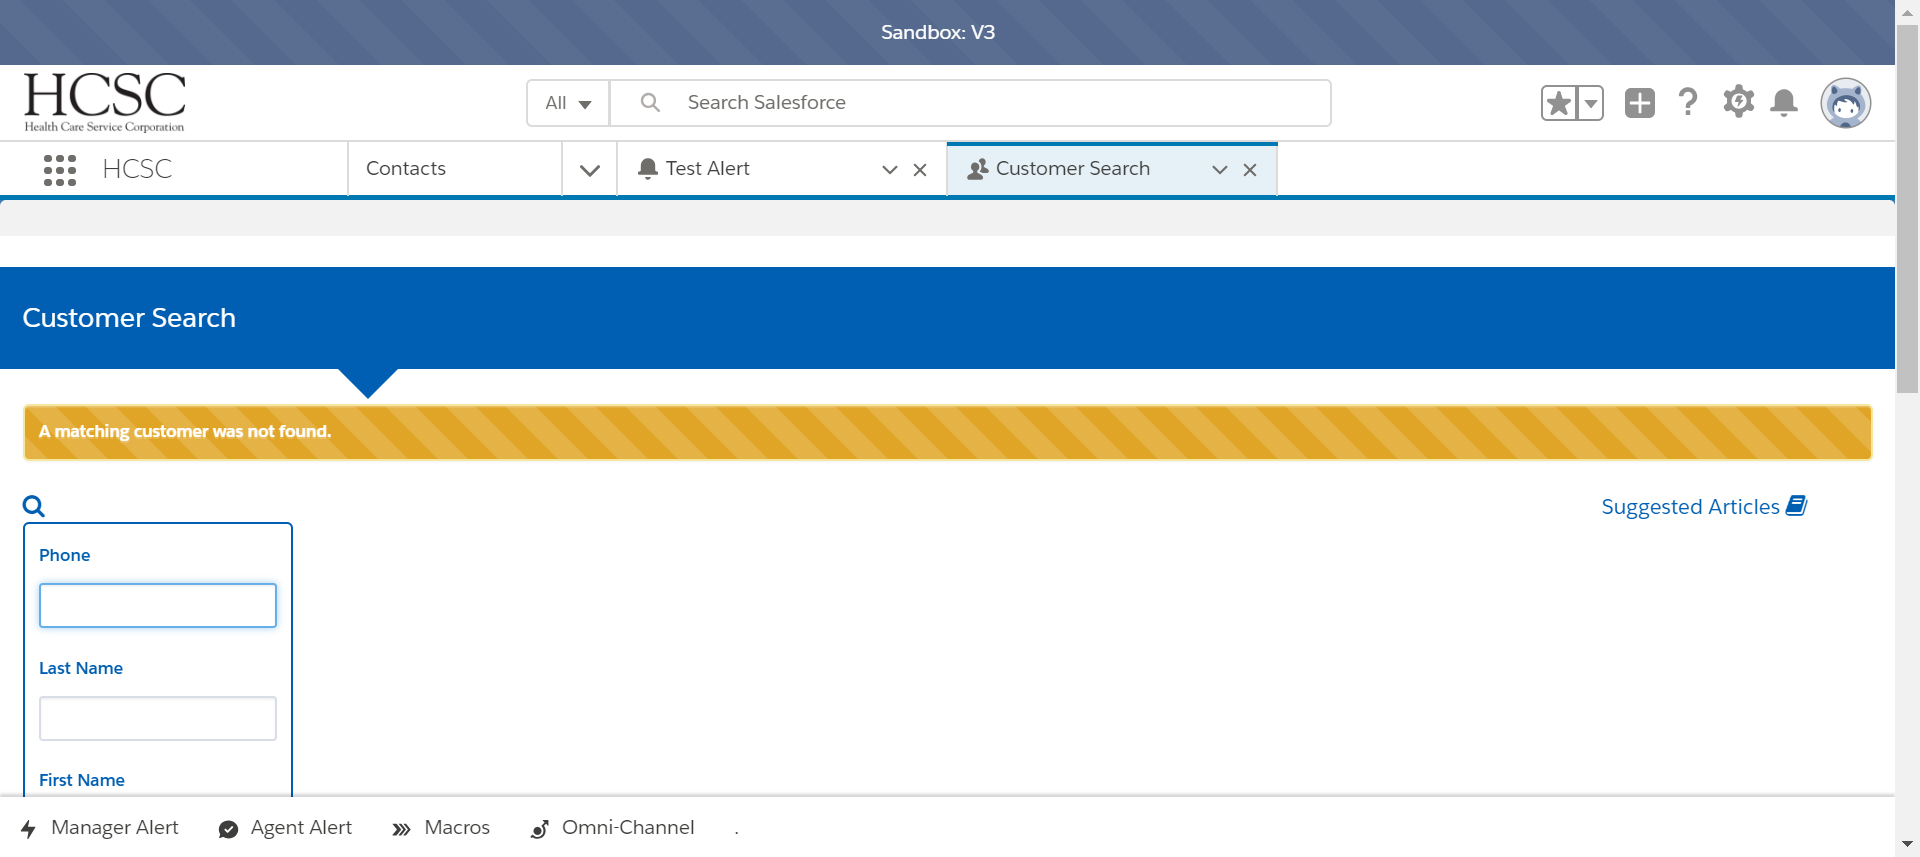 Sandbox: V3
HCSC
Health Care Service Corporation
All
Search Salesforce
HCSC
Contacts
Test Alert
Customer Search
Customer Search
A matching customer was not found.
Suggested Articles
Phone
Last Name
First Name
Manager Alert
Agent Alert
Macros
Omni-Channel
.